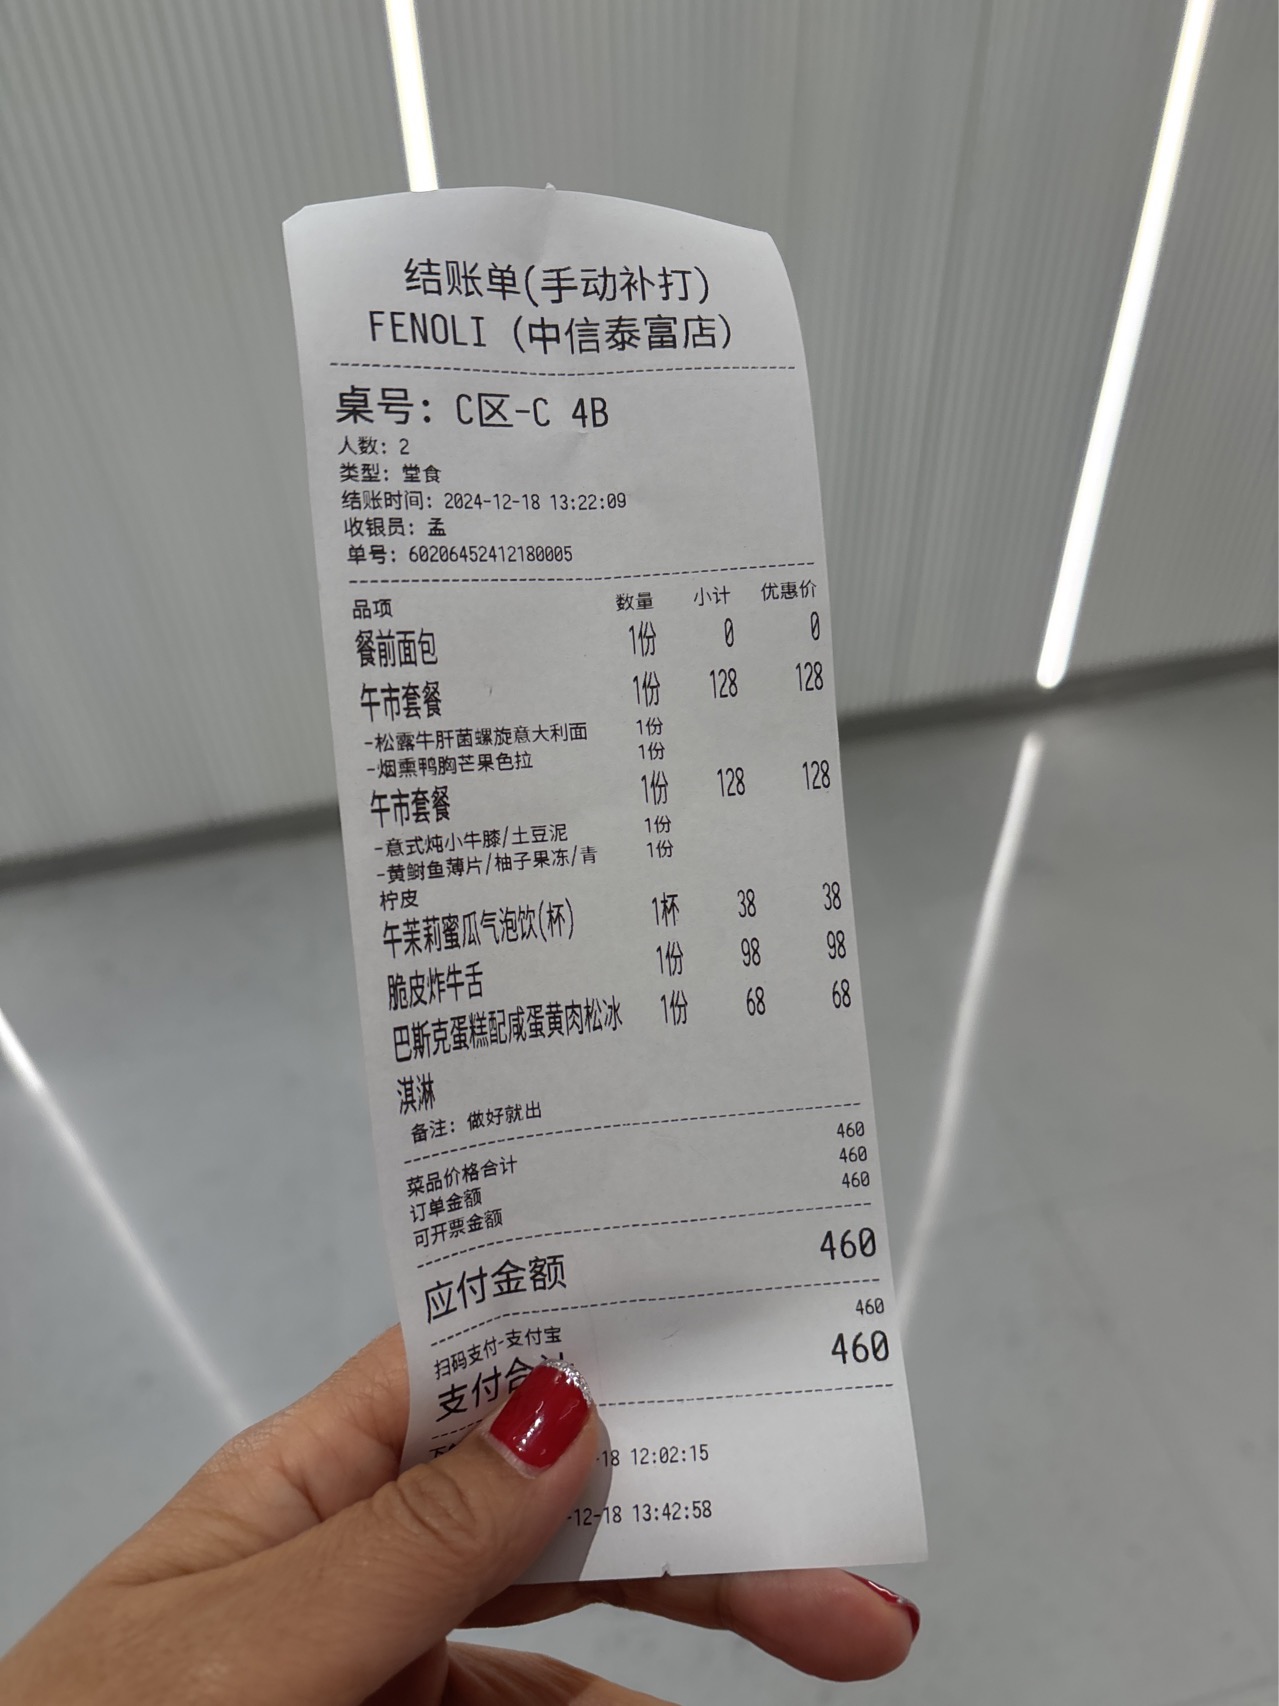 结账单(手动补打)
FENOLI (中信泰富店)
桌号: C区-C 4B
人数: 2
类型: 堂食
结账时间: 2024-12-18 13:22:09
收银员: 孟
单号: 60206452412180005
品项 数量 小计 优惠价
餐前面包 1份 0 0
午市套餐 1份 128 128
-松露牛肝菌螺旋意大利面 1份
-烟熏鸭胸芒果色拉 1份
午市套餐 1份 128 128
-意式炖小牛膝/土豆泥 1份
-黄鲥鱼薄片/柚子果冻/青 1份
柠皮
午茉莉蜜瓜气泡饮(杯) 1杯 38 38
脆皮炸牛舌 1份 98 98
巴斯克蛋糕配咸蛋黄肉松冰 1份 68 68
淇淋
备注: 做好就出
菜品价格合计 460
订单金额 460
可开票金额 460
应付金额 460
扫码支付-支付宝 460
支付合计 460
-18 12:02:15
-12-18 13:42:58